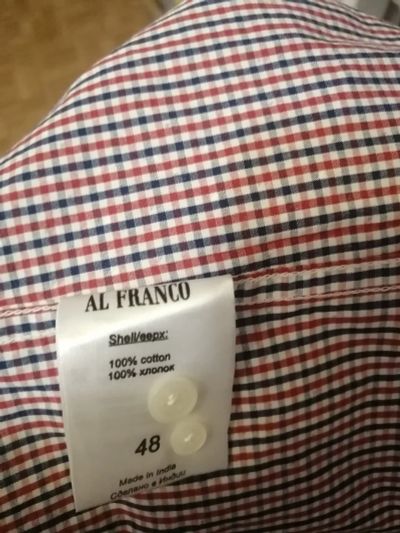 AL FRANCO
Shell/верх:
100% cotton
100% хлопок
48
Made in India
Сделано в Индии